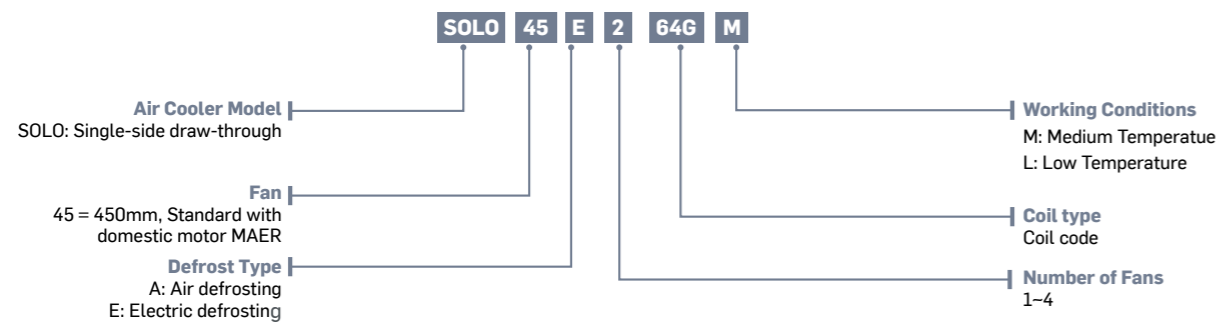 SOLO 45 E 2 64G M
Air Cooler Model
SOLO: Single-side draw-through
Fan
45 = 450mm, Standard with
domestic motor MAER
Defrost Type
A: Air defrosting
E: Electric defrosting
Working Conditions
M: Medium Temperatue
L: Low Temperature
Coil type
Coil code
Number of Fans
1~4